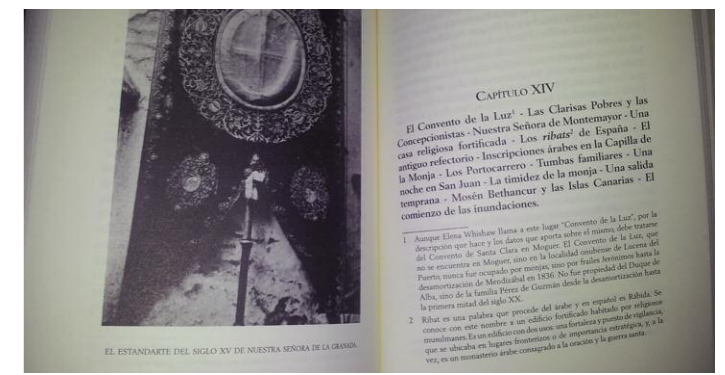 EL ESTANDARTE DEL SIGLO XV DE NUESTRA SEÑORA DE LA GRANADA.
CAPÍTULO XIV
El Convento de la Luz¹ - Las Clarisas Pobres y las
Concepcionistas - Nuestra Señora de Montemayor - Una
casa religiosa fortificada - Los ribats² de España - El
antiguo refectorio - Inscripciones árabes en la Capilla de
la Monja - Los Portocarrero - Tumbas familiares - Una
noche en San Juan - La timidez de la monja - Una salida
temprana - Mosén Bethancur y las Islas Canarias - El
comienzo de las inundaciones.
1 Aunque Elena Whishaw llama a este lugar "Convento de la Luz", por la
descripción que hace y los datos que aporta sobre el mismo, debe tratarse
del Convento de Santa Clara en Moguer. El Convento de la Luz, que
no se encuentra en Moguer, sino en la localidad onubense de Lucena del
Puerto, nunca fue ocupado por monjas, sino por frailes Jerónimos hasta la
desamortización de Mendizábal en 1836. No fue propiedad del Duque de
Alba, sino de la familia Pérez de Guzmán desde la desamortización hasta
la primera mitad del siglo XX.
2 Ribat es una palabra que procede del árabe y en español es Rábida. Se
conoce con este nombre a un edificio fortificado habitado por religiosos
musulmanes. Es un edificio con dos usos: una fortaleza y puesto de vigilancia,
que se ubicaba en lugares fronterizos o de importancia estratégica, y, a la
vez, es un monasterio árabe consagrado a la oración y la guerra santa.